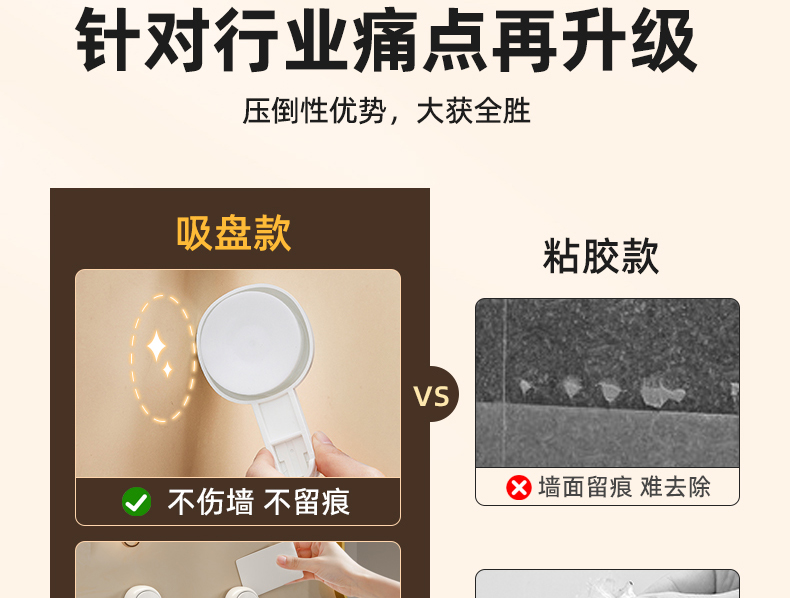 针对行业痛点再升级
压倒性优势，大获全胜
吸盘款
粘胶款
VS
不伤墙 不留痕
墙面留痕 难去除